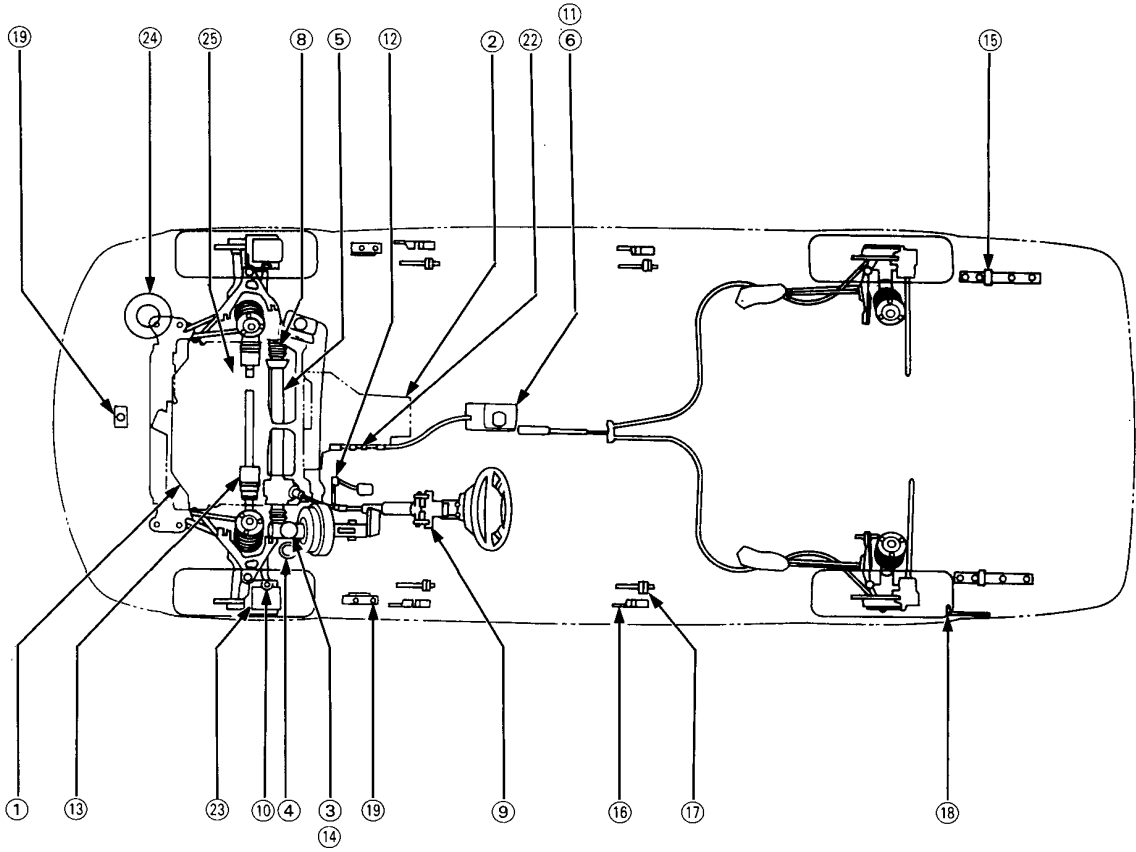 ⑪
⑲ ㉔ ㉕ ⑧ ⑤ ⑫ ㉒ ② ⑥ ⑮
① ⑬ ㉓ ⑩ ④ ③ ⑲ ⑨ ⑯ ⑰ ⑱
⑭